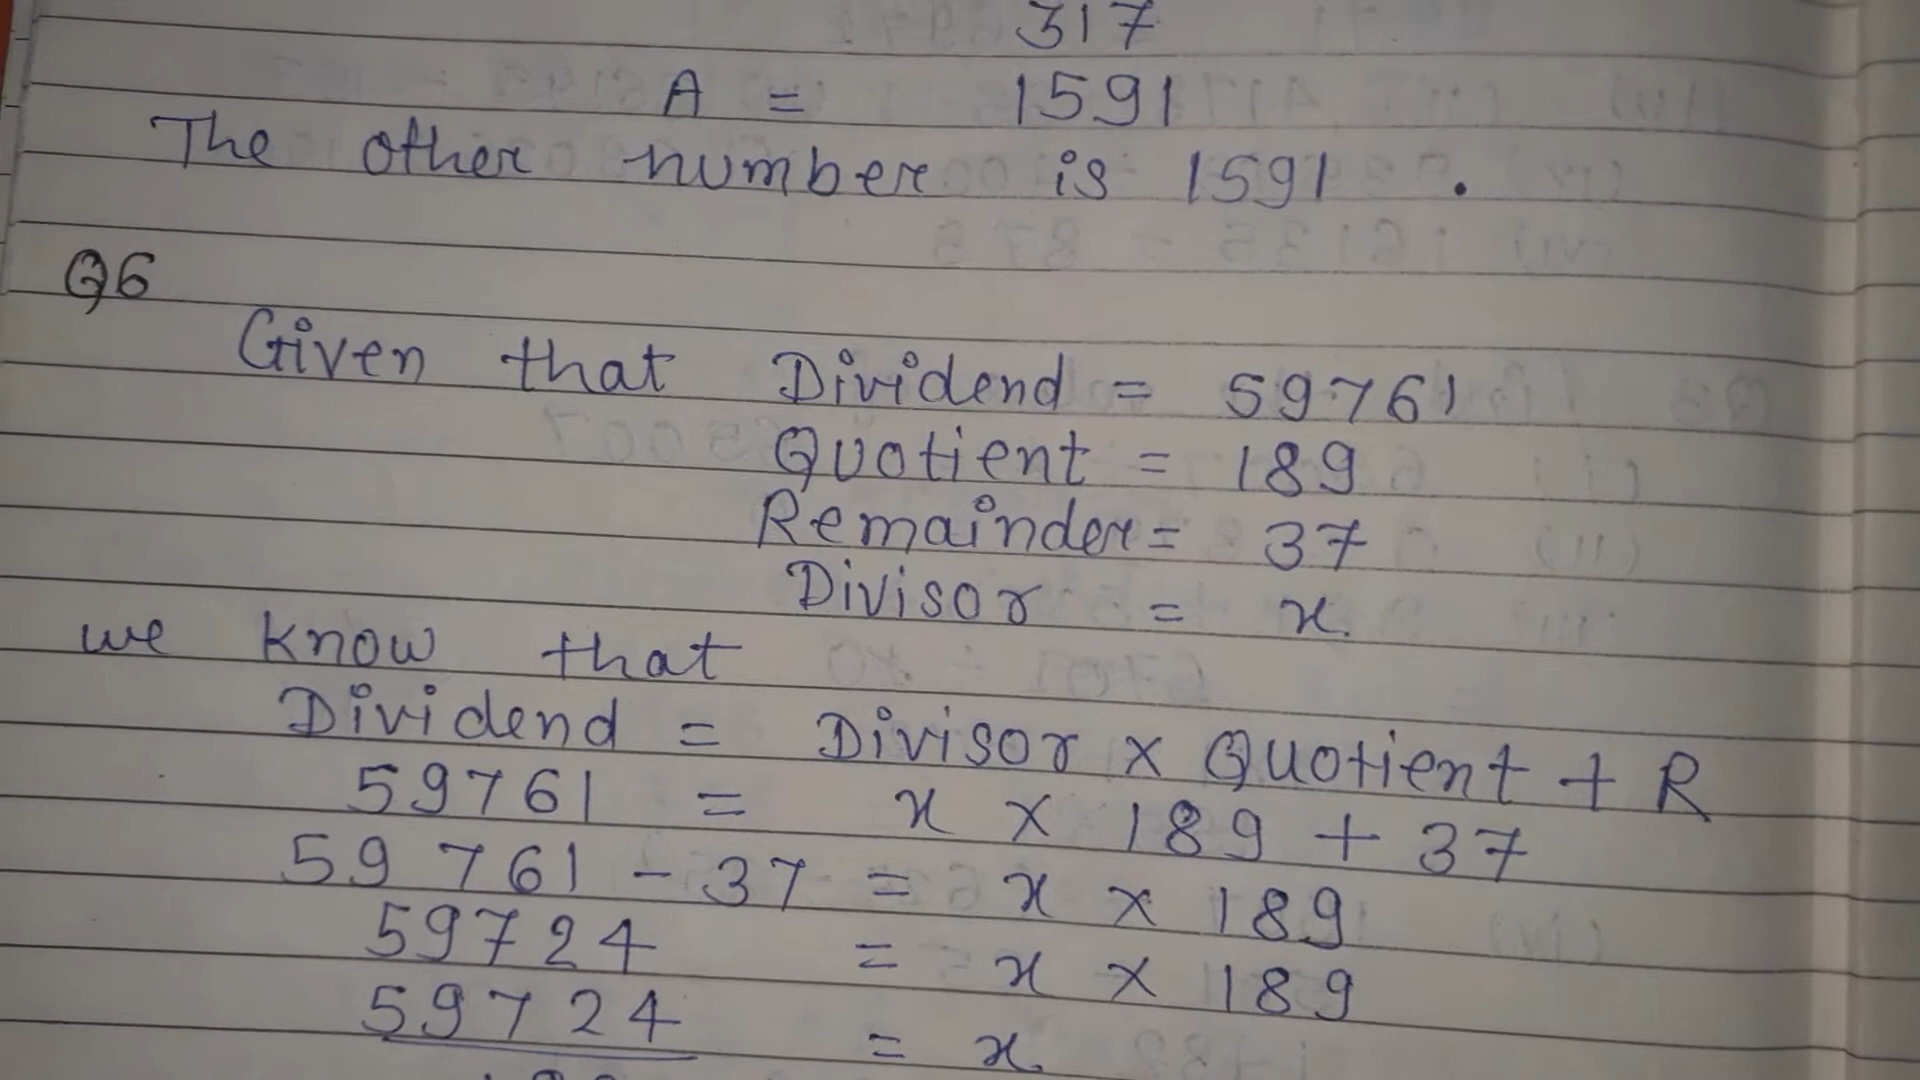 317
A = 1591
The other number is 1591 .
Q6
Given that Dividend = 59761
Quotient = 189
Remainder = 37
Divisor = x.
we know that
Dividend = Divisor x Quotient + R
59761 = x × 189 + 37
59761 - 37 = x × 189
59724 = x × 189
59724 = x.